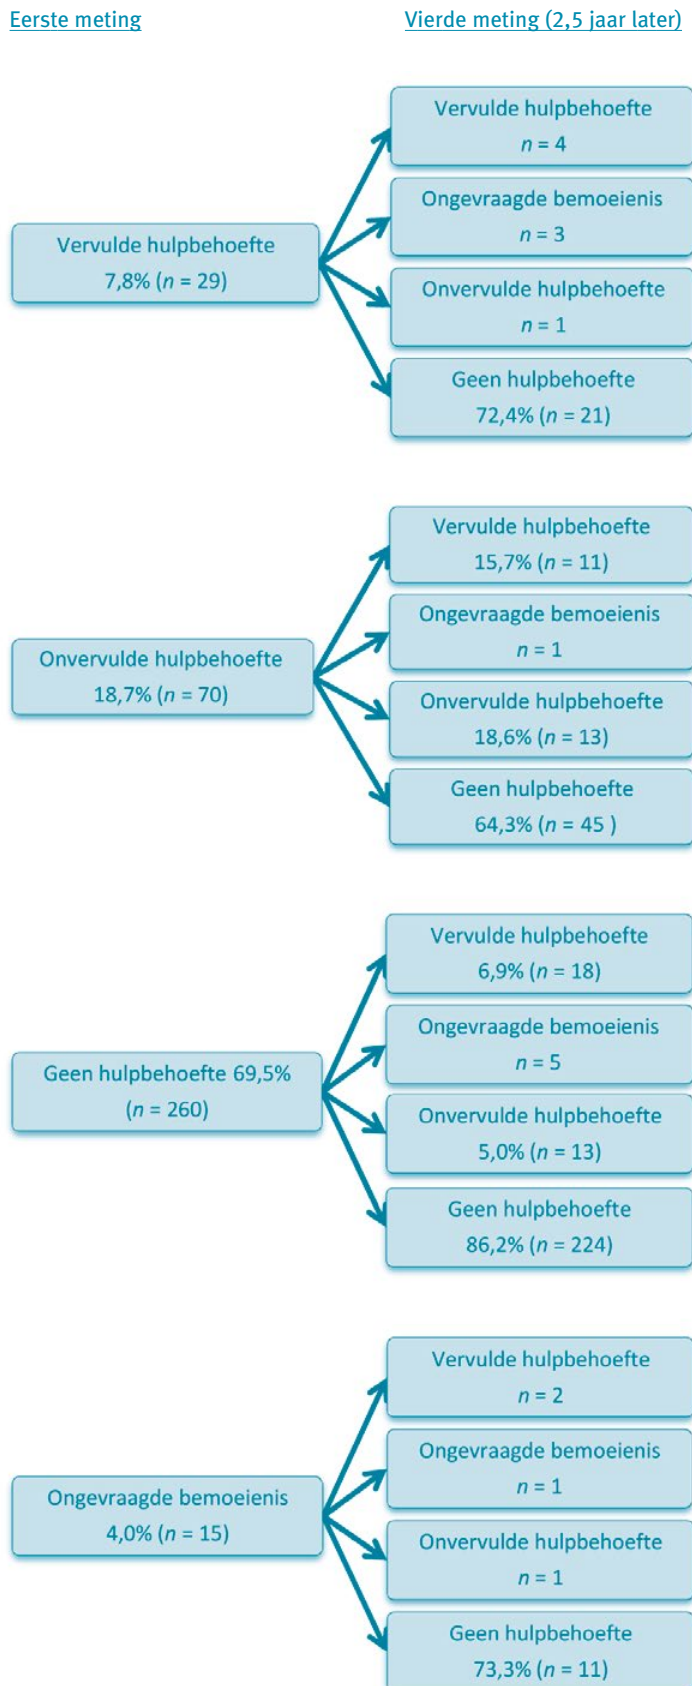 Eerste meting
Vierde meting (2,5 jaar later)
Vervulde hulpbehoefte
7,8% (n = 29)
Vervulde hulpbehoefte
n = 4
Ongevraagde bemoeienis
n = 3
Onvervulde hulpbehoefte
n = 1
Geen hulpbehoefte
72,4% (n = 21)
Onvervulde hulpbehoefte
18,7% (n = 70)
Vervulde hulpbehoefte
15,7% (n = 11)
Ongevraagde bemoeienis
n = 1
Onvervulde hulpbehoefte
18,6% (n = 13)
Geen hulpbehoefte
64,3% (n = 45 )
Geen hulpbehoefte 69,5%
(n = 260)
Vervulde hulpbehoefte
6,9% (n = 18)
Ongevraagde bemoeienis
n = 5
Onvervulde hulpbehoefte
5,0% (n = 13)
Geen hulpbehoefte
86,2% (n = 224)
Ongevraagde bemoeienis
4,0% (n = 15)
Vervulde hulpbehoefte
n = 2
Ongevraagde bemoeienis
n = 1
Onvervulde hulpbehoefte
n = 1
Geen hulpbehoefte
73,3% (n = 11)